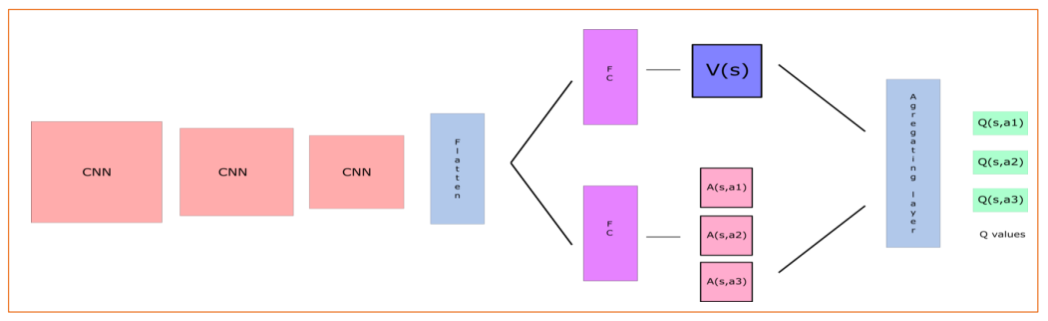 CNN
CNN
CNN
Flatten
FC
V(s)
FC
A(s,a1)
A(s,a2)
A(s,a3)
Agregating layer
Q(s,a1)
Q(s,a2)
Q(s,a3)
Q values